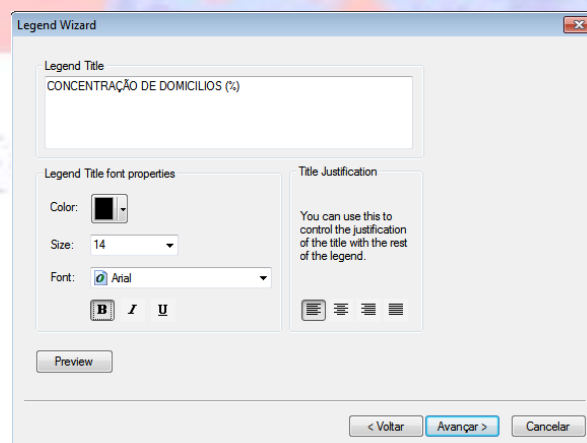 Legend Wizard
Legend Title
CONCENTRAÇÃO DE DOMICILIOS (%)
Legend Title font properties
Color:
Size: 14
Font: Arial
B I U
Title Justification
You can use this to
control the justification
of the title with the rest
of the legend.
Preview
< Voltar Avançar > Cancelar